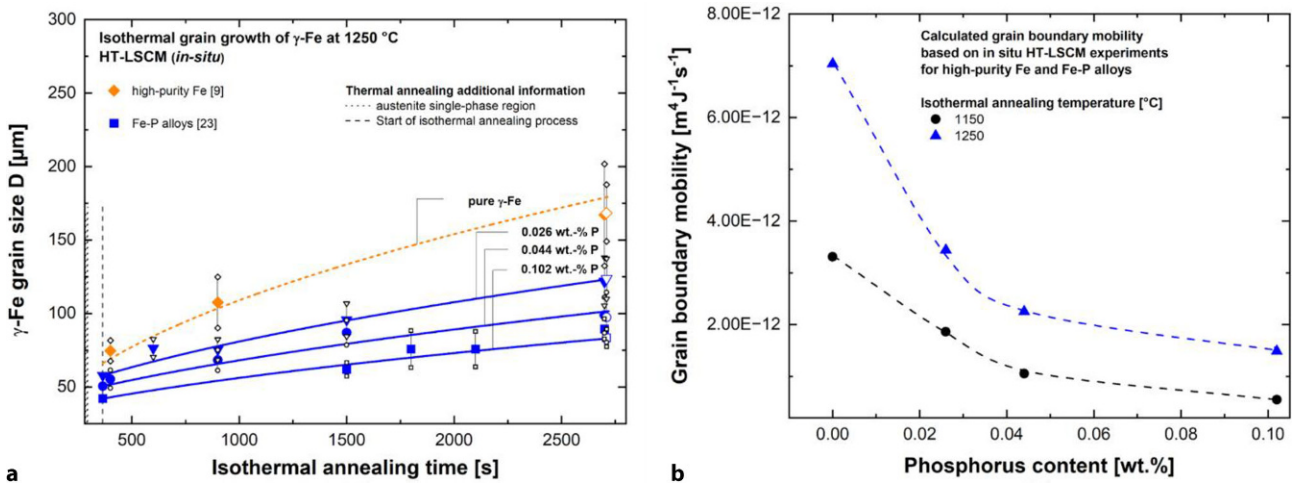 300
250
200
150
100
50
γ-Fe grain size D [µm]
Isothermal grain growth of γ-Fe at 1250 °C
HT-LSCM (in-situ)
high-purity Fe [9]
Fe-P alloys [23]
Thermal annealing additional information
austenite single-phase region
Start of isothermal annealing process
pure γ-Fe
0.026 wt.-% P
0.044 wt.-% P
0.102 wt.-% P
500
1000
1500
2000
2500
Isothermal annealing time [s]
a
8.00E-12
6.00E-12
4.00E-12
2.00E-12
Grain boundary mobility [m⁴J⁻¹s⁻¹]
Calculated grain boundary mobility
based on in situ HT-LSCM experiments
for high-purity Fe and Fe-P alloys
Isothermal annealing temperature [°C]
1150
1250
0.00
0.02
0.04
0.06
0.08
0.10
Phosphorus content [wt.%]
b